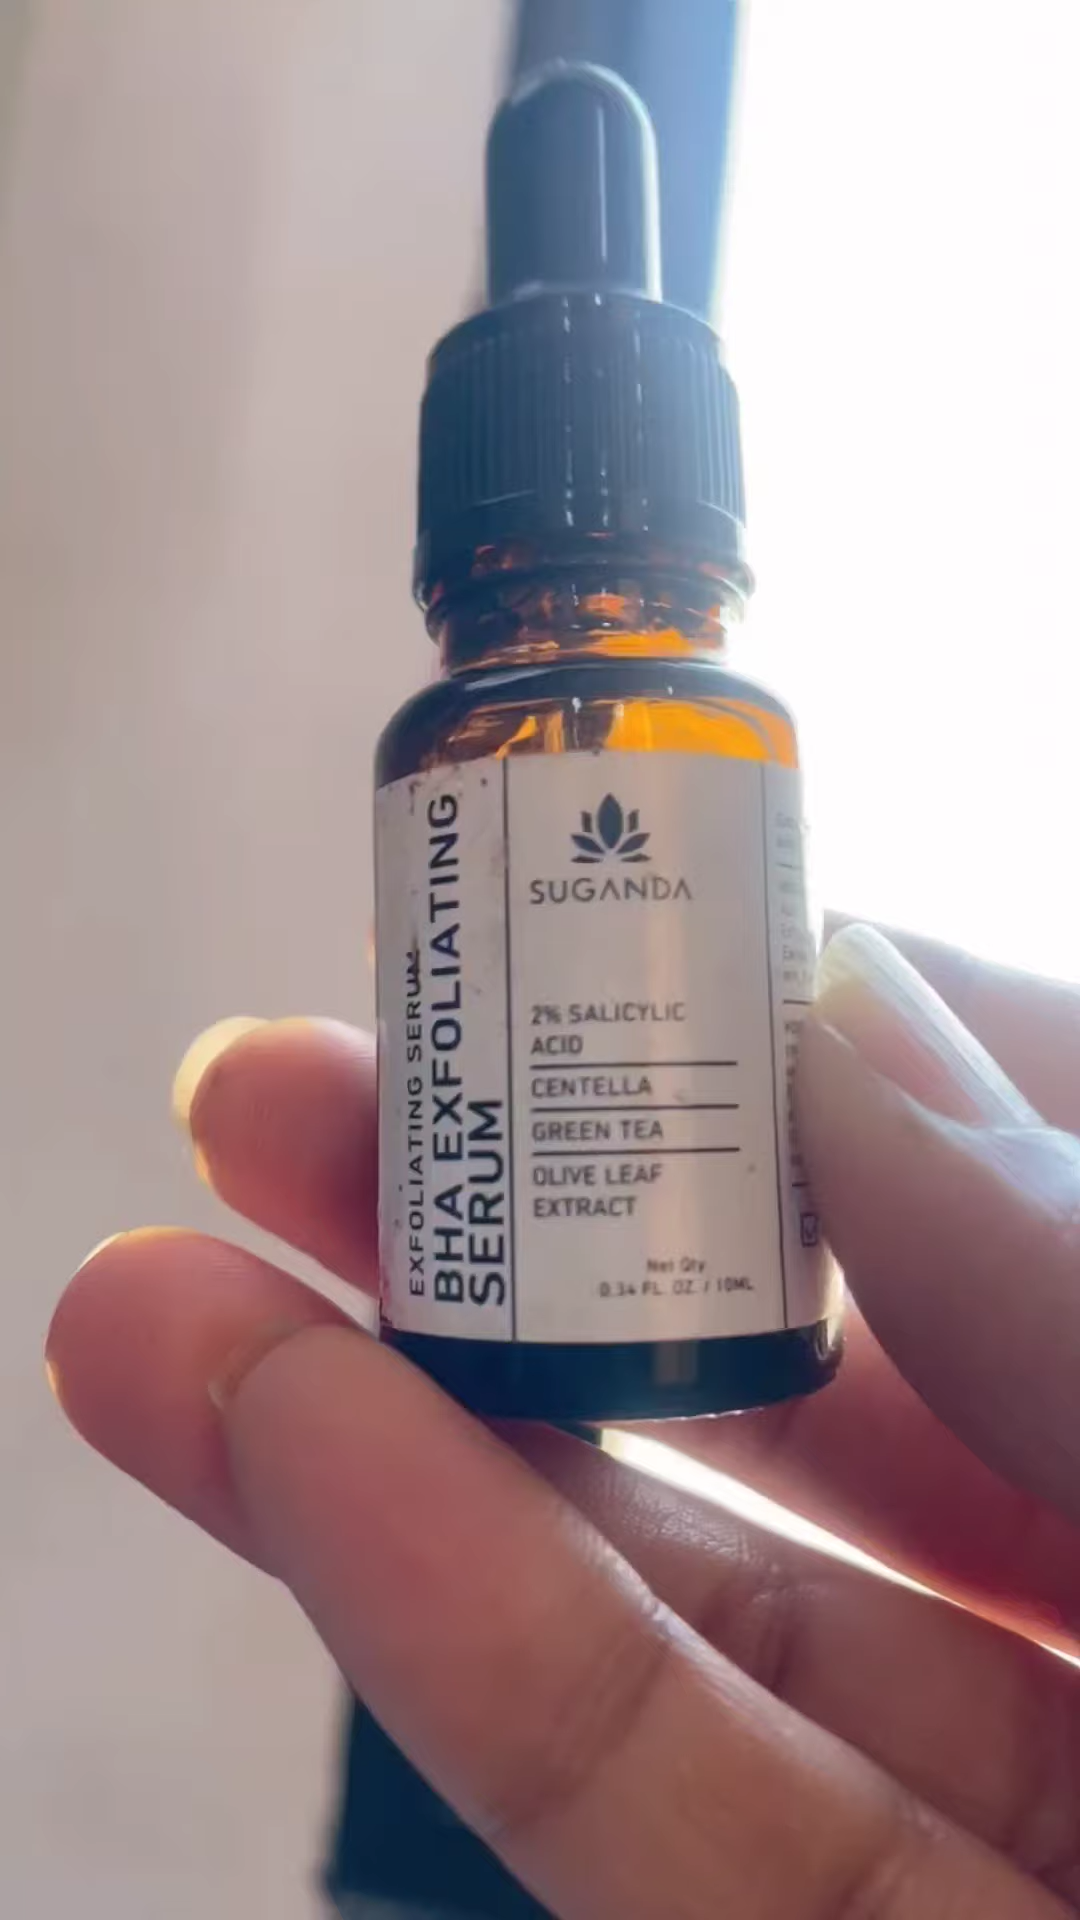 EXFOLIATING SERUM
BHA EXFOLIATING
SERUM
SUGANDA
2% SALICYLIC
ACID
CENTELLA
GREEN TEA
OLIVE LEAF
EXTRACT
Net Qty
0.34 FL. OZ. / 10ML